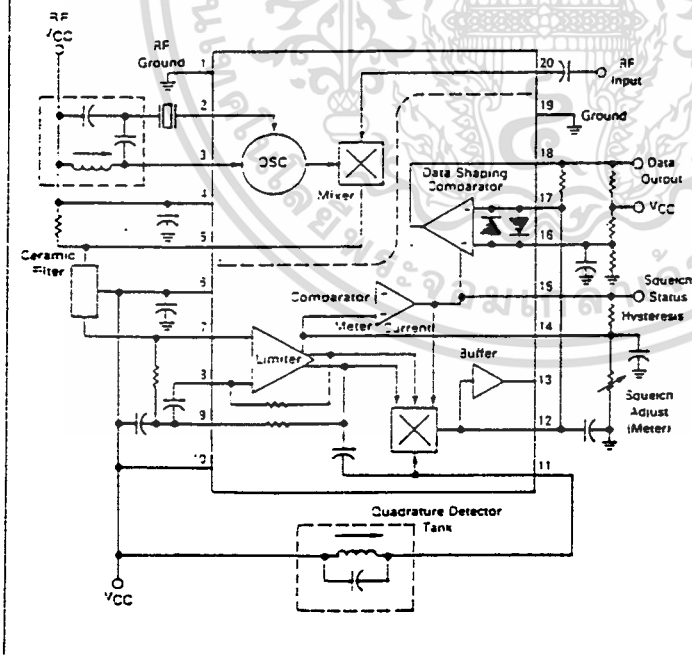 RF
VCC
RF
Ground
1
2
3
4
5
6
7
8
9
10
20
RF
Input
19
Ground
18
Data
Output
17
VCC
16
15
Squelch
Status
Hysteresis
14
13
12
11
OSC
Mixer
Data Shaping
Comparator
Ceramic
Filter
Comparator
Meter Current
Limiter
Buffer
Squelch
Adjust
(Meter)
Quadrature Detector
Tank
VCC